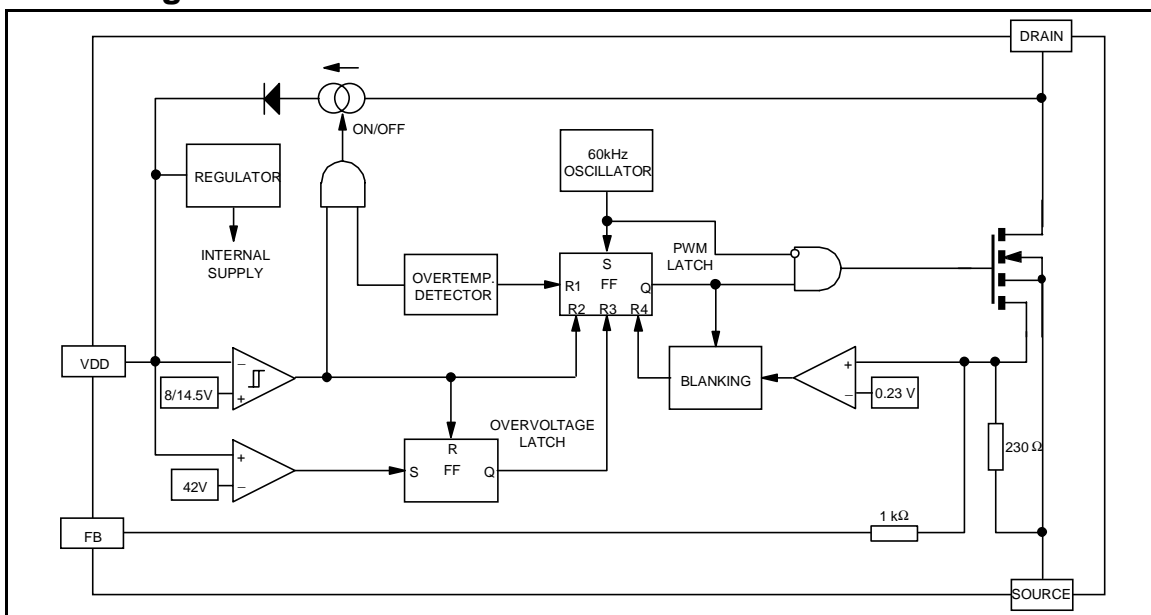 DRAIN
ON/OFF
REGULATOR
INTERNAL
SUPPLY
60kHz
OSCILLATOR
PWM
LATCH
S
FF
R1
Q
R2 R3 R4
OVERTEMP.
DETECTOR
VDD
_
8/14.5V
+
BLANKING
+
_
0.23 V
OVERVOLTAGE
LATCH
R
FF
S
Q
+
42V
_
230 Ω
1 kΩ
FB
SOURCE